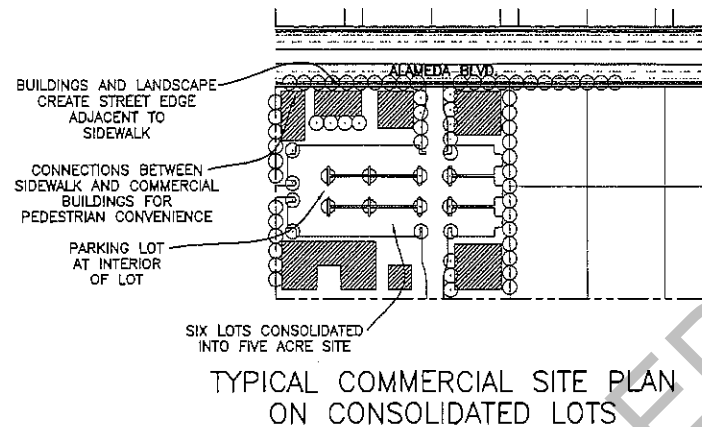 ALAMEDA BLVD.
BUILDINGS AND LANDSCAPE
CREATE STREET EDGE
ADJACENT TO
SIDEWALK
CONNECTIONS BETWEEN
SIDEWALK AND COMMERCIAL
BUILDINGS FOR
PEDESTRIAN CONVENIENCE
PARKING LOT
AT INTERIOR
OF LOT
SIX LOTS CONSOLIDATED
INTO FIVE ACRE SITE
TYPICAL COMMERCIAL SITE PLAN
ON CONSOLIDATED LOTS